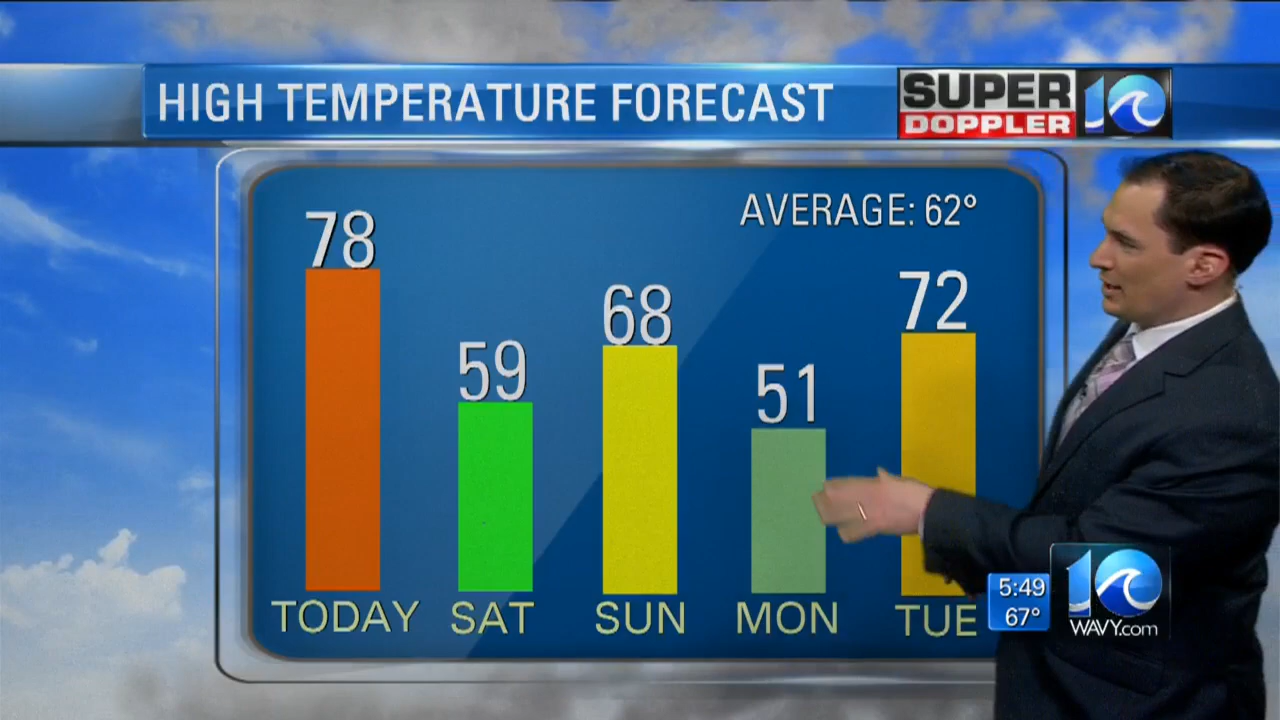 HIGH TEMPERATURE FORECAST
SUPER
DOPPLER
10
AVERAGE: 62°
78
59
68
51
72
TODAY
SAT
SUN
MON
TUE
5:49
67°
10
WAVY.com